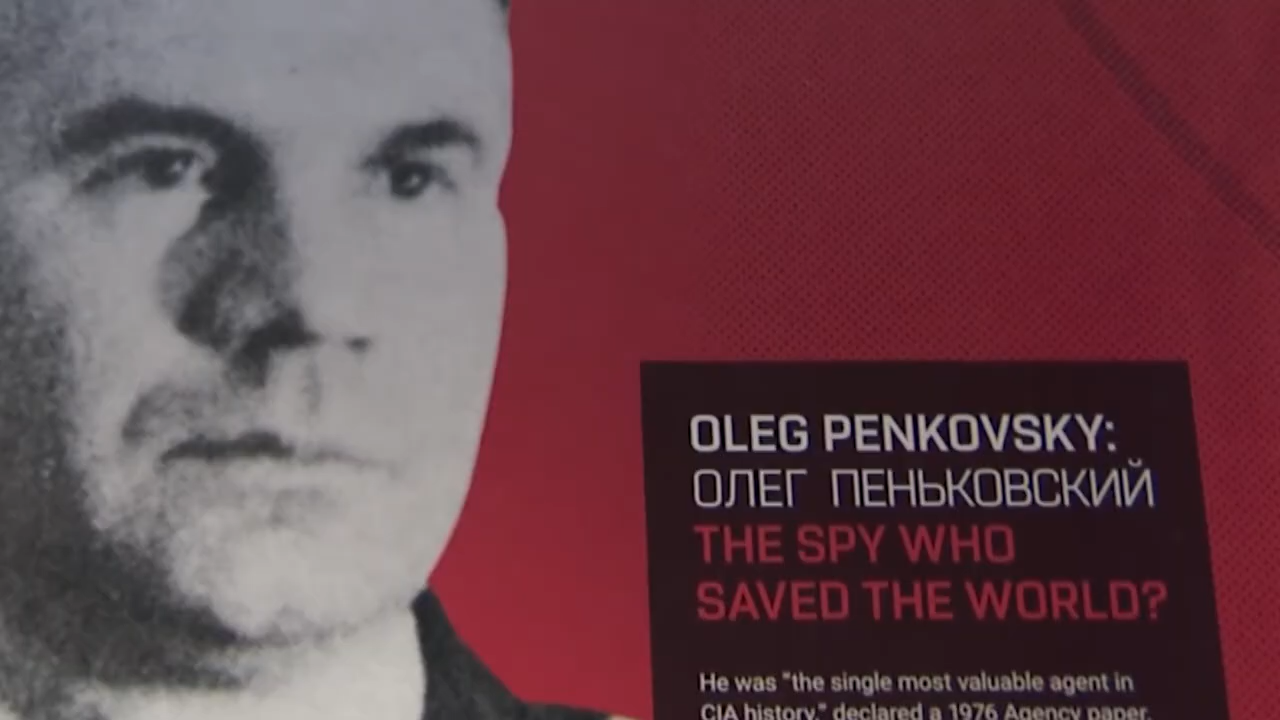 OLEG PENKOVSKY:
ОЛЕГ ПЕНЬКОВСКИЙ
THE SPY WHO
SAVED THE WORLD?
He was "the single most valuable agent in
CIA history," declared a 1976 Agency paper.